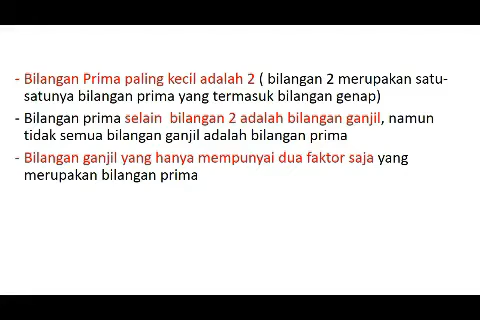 - Bilangan Prima paling kecil adalah 2 ( bilangan 2 merupakan satu-
satunya bilangan prima yang termasuk bilangan genap)
- Bilangan prima selain  bilangan 2 adalah bilangan ganjil, namun
tidak semua bilangan ganjil adalah bilangan prima
- Bilangan ganjil yang hanya mempunyai dua faktor saja yang
merupakan bilangan prima